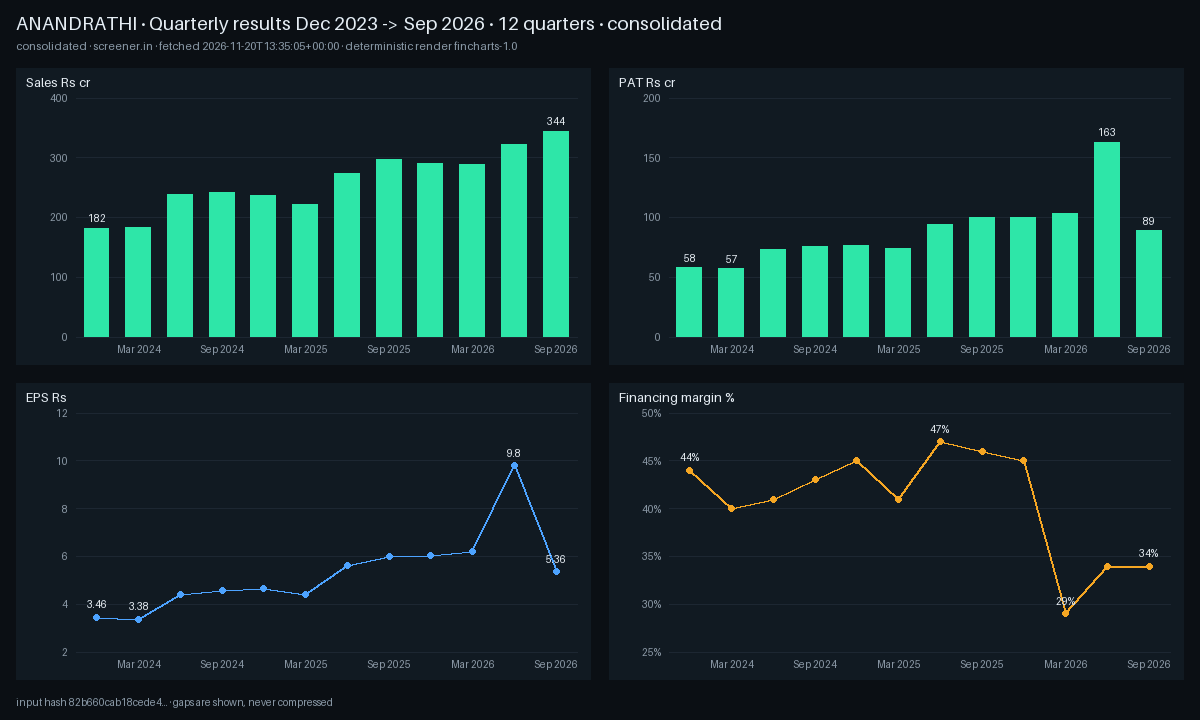 ANANDRATHI · Quarterly results Dec 2023 -> Sep 2026 · 12 quarters · consolidated
consolidated · screener.in · fetched 2026-11-20T13:35:05+00:00 · deterministic render fincharts-1.0
Sales Rs cr
400
300
200
100
0
182
344
Mar 2024
Sep 2024
Mar 2025
Sep 2025
Mar 2026
Sep 2026
PAT Rs cr
200
150
100
50
0
58
57
163
89
Mar 2024
Sep 2024
Mar 2025
Sep 2025
Mar 2026
Sep 2026
EPS Rs
12
10
8
6
4
2
3.46
3.38
9.8
5.36
Mar 2024
Sep 2024
Mar 2025
Sep 2025
Mar 2026
Sep 2026
Financing margin %
50%
45%
40%
35%
30%
25%
44%
47%
29%
34%
Mar 2024
Sep 2024
Mar 2025
Sep 2025
Mar 2026
Sep 2026
input hash 82b660cab18cede4… · gaps are shown, never compressed